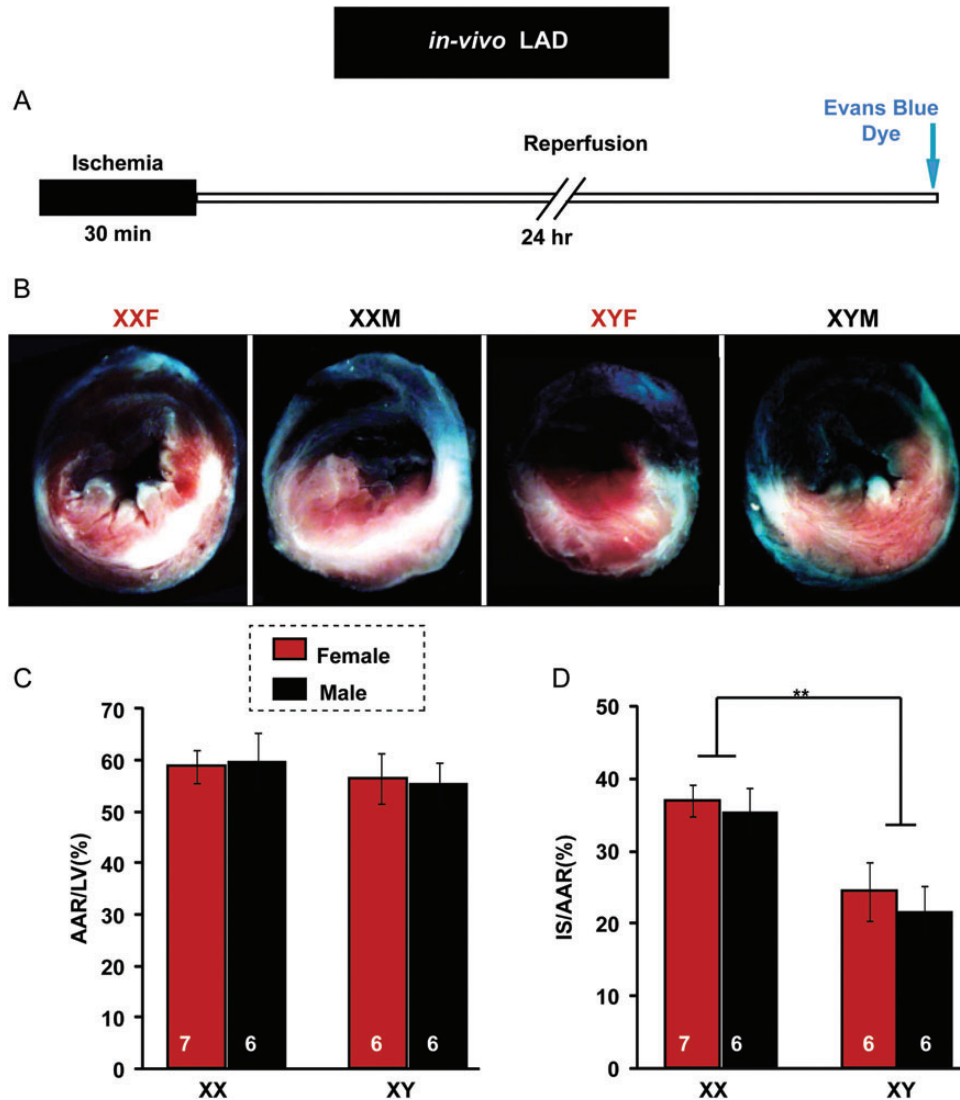 in-vivo LAD
A
Evans Blue
Dye
Ischemia
Reperfusion
30 min
24 hr
B
XXF
XXM
XYF
XYM
Female
Male
C
70
60
50
40
30
20
10
0
AAR/LV(%)
7
6
6
6
XX
XY
D
**
50
40
30
20
10
0
IS/AAR(%)
7
6
6
6
XX
XY